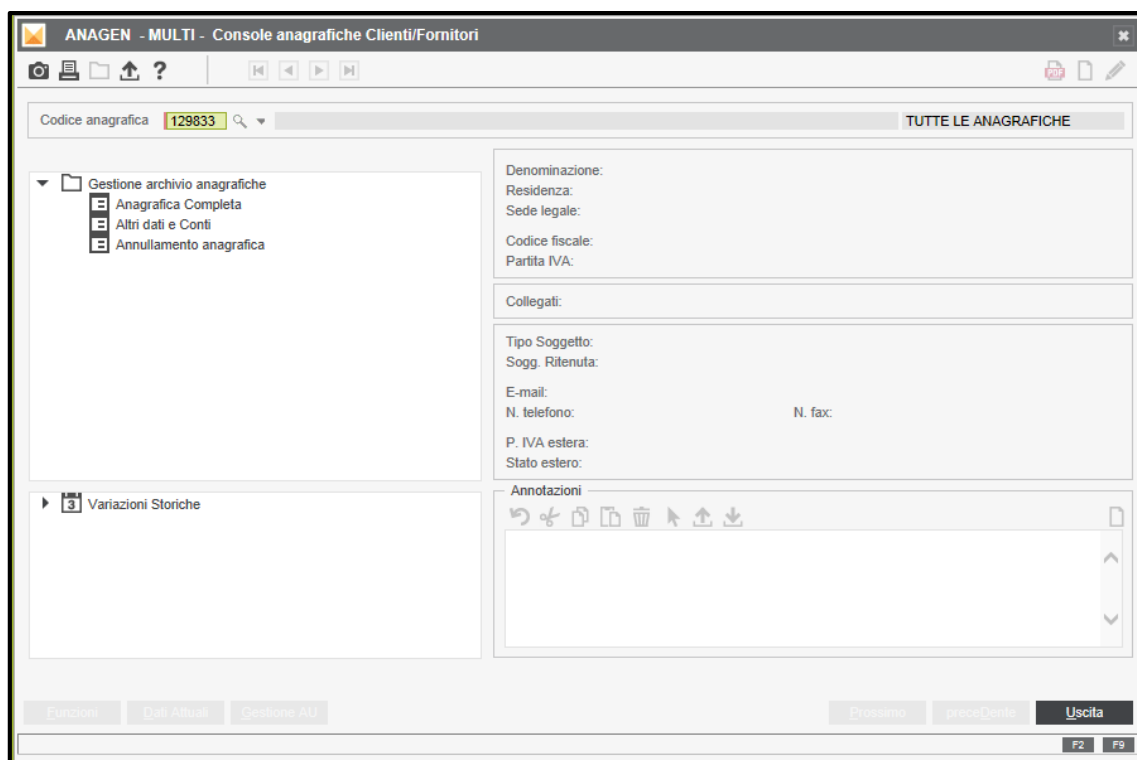 ANAGEN - MULTI - Console anagrafiche Clienti/Fornitori
?
PDF
Codice anagrafica 129833 TUTTE LE ANAGRAFICHE
Gestione archivio anagrafiche
Anagrafica Completa
Altri dati e Conti
Annullamento anagrafica
Denominazione:
Residenza:
Sede legale:
Codice fiscale:
Partita IVA:
Collegati:
Tipo Soggetto:
Sogg. Ritenuta:
E-mail:
N. telefono: N. fax:
P. IVA estera:
Stato estero:
3 Variazioni Storiche
Annotazioni
Funzioni Dati Attuali Gestione AU Prossimo preceDente Uscita
F2 F9